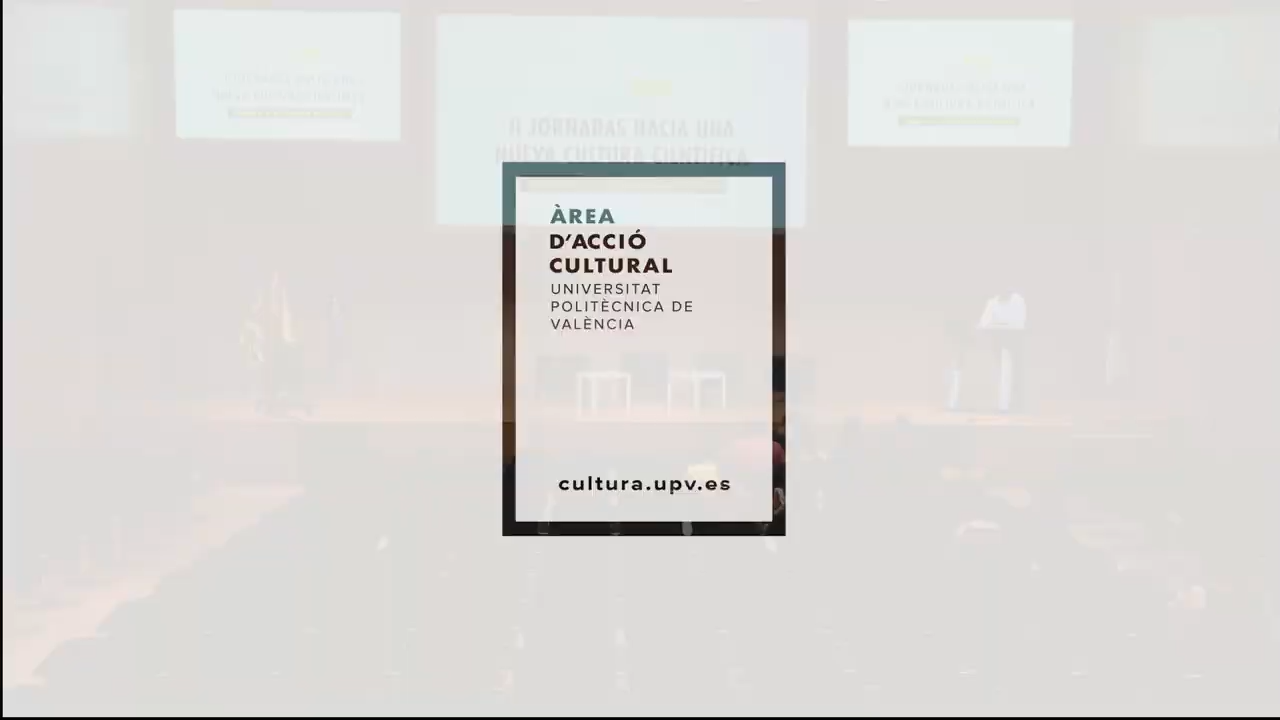 II JORNADAS HACIA UNA
NUEVA CULTURA CIENTÍFICA
ÀREA
D'ACCIÓ
CULTURAL
UNIVERSITAT
POLITÈCNICA DE
VALÈNCIA
cultura.upv.es